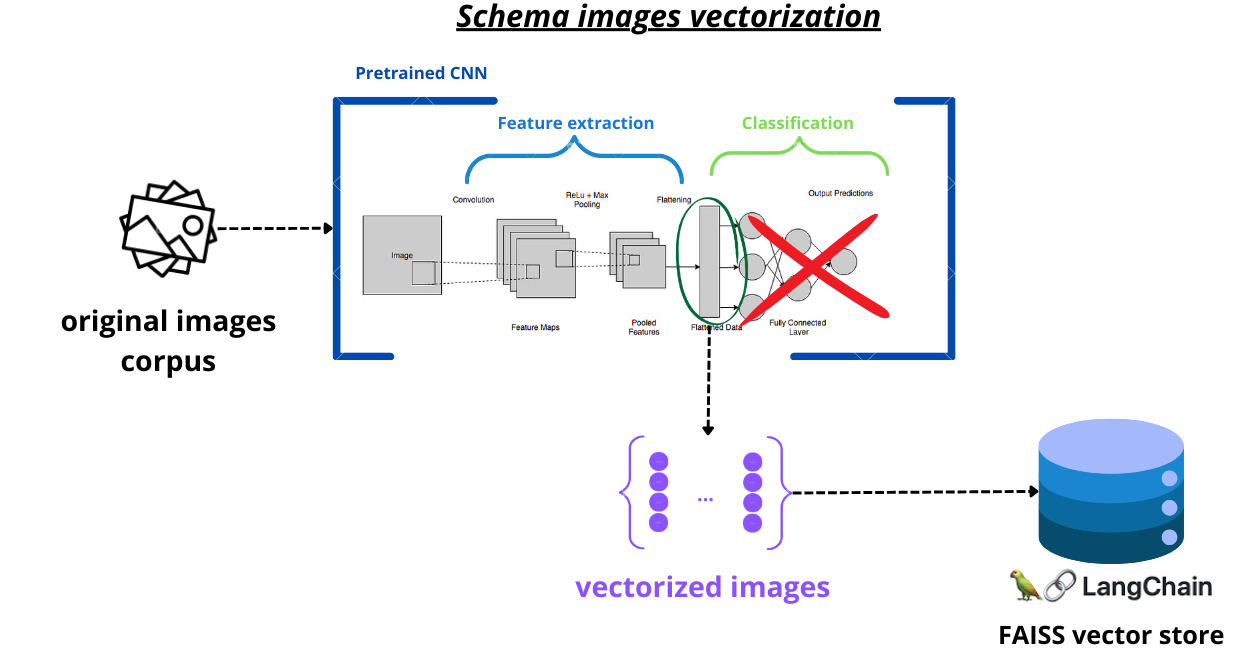 Schema images vectorization
Pretrained CNN
Feature extraction
Classification
Convolution
ReLu + Max
Pooling
Flattening
Output Predictions
Image
Feature Maps
Pooled
Features
Flattened Data
Fully Connected
Layer
original images
corpus
...
vectorized images
LangChain
FAISS vector store